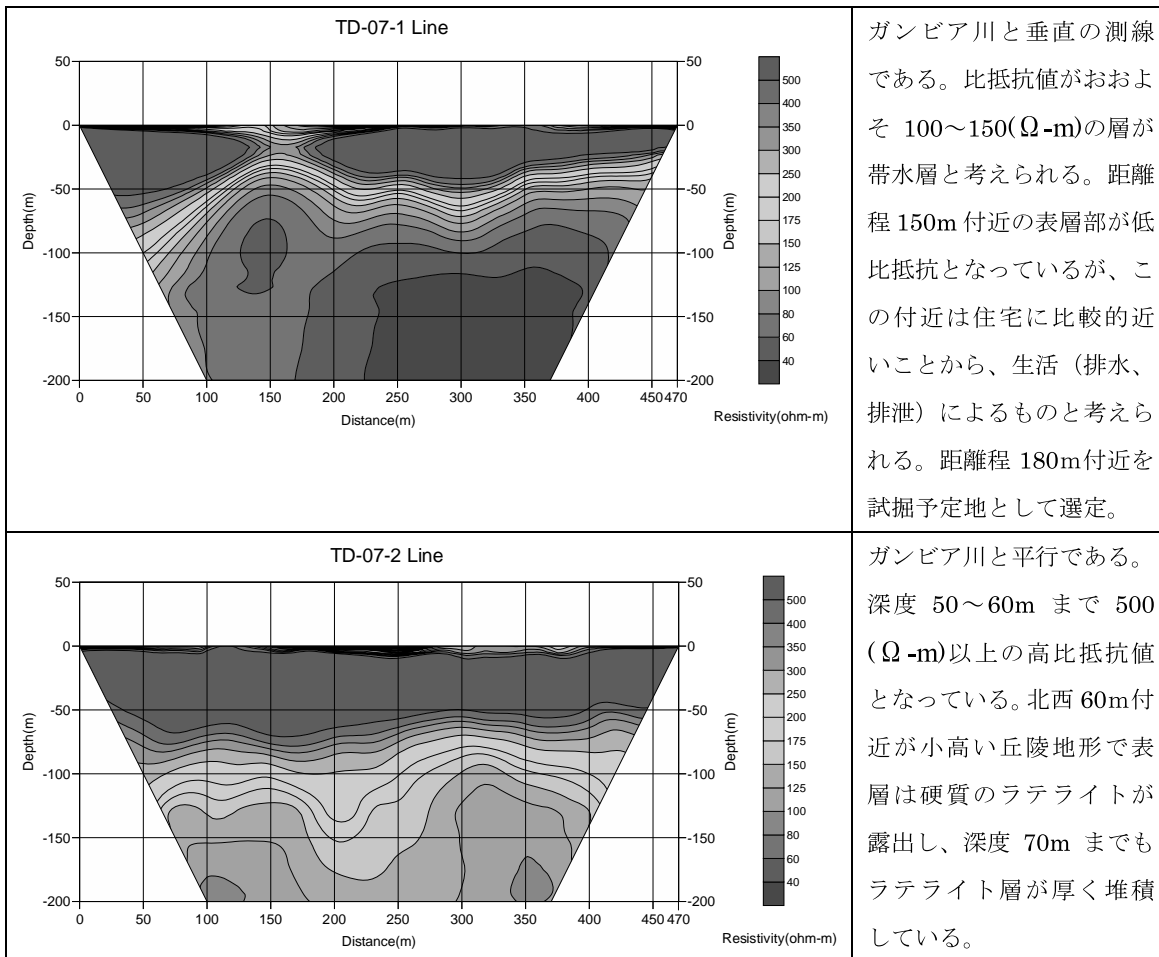 TD-07-1 Line
50
0
-50
-100
-150
-200
Depth(m)
0 50 100 150 200 250 300 350 400 450 470
Distance(m)
50
0
-50
-100
-150
-200
Depth(m)
500
400
350
300
250
200
175
150
125
100
80
60
40
Resistivity(ohm-m)
ガンビア川と垂直の測線
である。比抵抗値がおおよ
そ 100～150(Ω-m)の層が
帯水層と考えられる。距離
程 150m 付近の表層部が低
比抵抗となっているが、こ
の付近は住宅に比較的近
いことから、生活（排水、
排泄）によるものと考えら
れる。距離程 180m付近を
試掘予定地として選定。
TD-07-2 Line
50
0
-50
-100
-150
-200
Depth(m)
0 50 100 150 200 250 300 350 400 450 470
Distance(m)
50
0
-50
-100
-150
-200
Depth(m)
500
400
350
300
250
200
175
150
125
100
80
60
40
Resistivity(ohm-m)
ガンビア川と平行である。
深度 50～60m まで 500
(Ω-m)以上の高比抵抗値
となっている。北西 60m付
近が小高い丘陵地形で表
層は硬質のラテライトが
露出し、深度 70m までも
ラテライト層が厚く堆積
している。